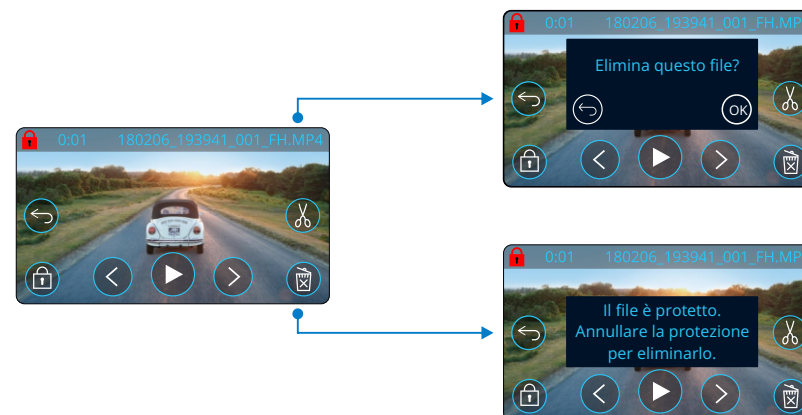 0:01 180206_193941_001_FH.MP4
0:01 180206_193941_001_FH.MP
Elimina questo file?
OK
0:01 180206_193941_001_FH.MP
Il file è protetto.
Annullare la protezione
per eliminarlo.